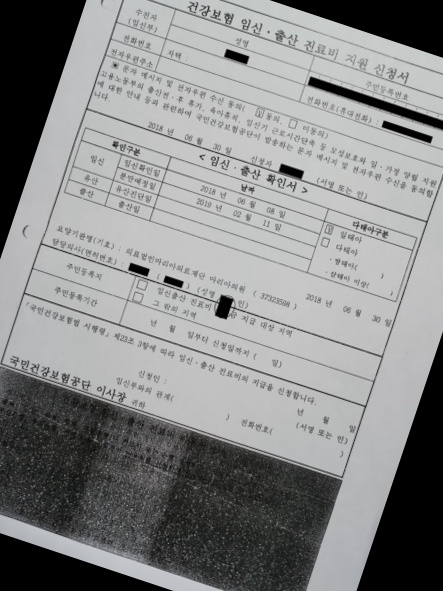 건강보험 임신·출산 진료비 지원 신청서
수진자
(임신부)
성명
주민등록번호
전화번호
자택 :
전화번호(휴대전화) :
전자우편주소
문자 메시지 및 전자우편 수신 동의( 동의, 이동의)
고용노동부의 출산전·후 휴가, 육아휴직, 임신기 근로시간단축 등 모성보호와 일·가정 양립 지원
에 대한 안내 등과 관련하여 국민건강보험공단이 발송하는 문자 메시지 및 전자우편 수신을 동의합
니다.
2018 년 06 월 30 일
신청자 (서명 또는 인)
< 임신·출산 확인서 >
확인구분 날짜 다태아구분
임신 임신확인일 2018 년 06 월 08 일
분만예정일 2019 년 02 월 11 일
유산 유산진단일
출산 출산일
일태아
다태아
- 쌍태아( )
- 삼태아 이상( )
2018 년 06 월 30 일
요양기관명(기호) : 의료법인마리아의료재단 마리아의원 ( 37323598 )
담당의사(면허번호) : ( ) (서명 인)
주민등록지
임신출산 진료비 지급 대상 지역
그 밖의 지역
주민등록기간
년 월 일부터 신청일까지 ( 일)
「국민건강보험법 시행령」 제23조 3항에 따라 임신·출산 진료비의 지급을 신청합니다.
년 월 일
신청인 : (서명 또는 인)
임신부와의 관계( ) 전화번호( )
국민건강보험공단 이사장 귀하